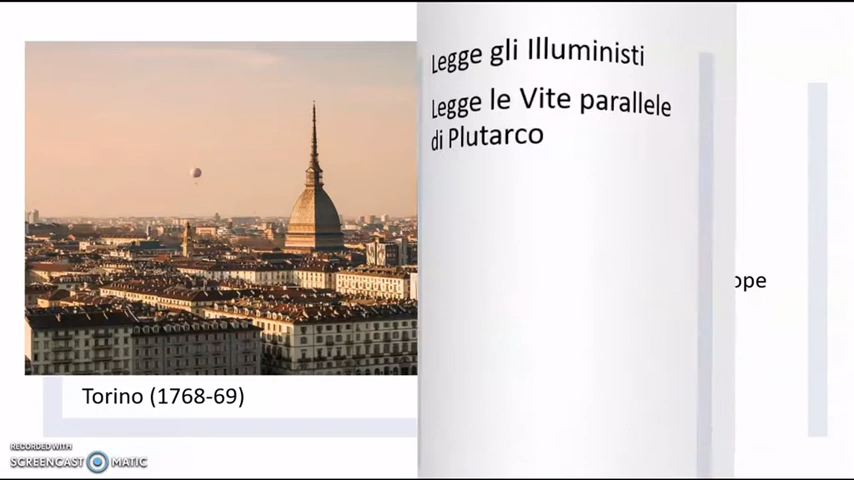 Legge gli Illuministi
Legge le Vite parallele
di Plutarco
Torino (1768-69)
RECORDED WITH
SCREENCAST MATIC